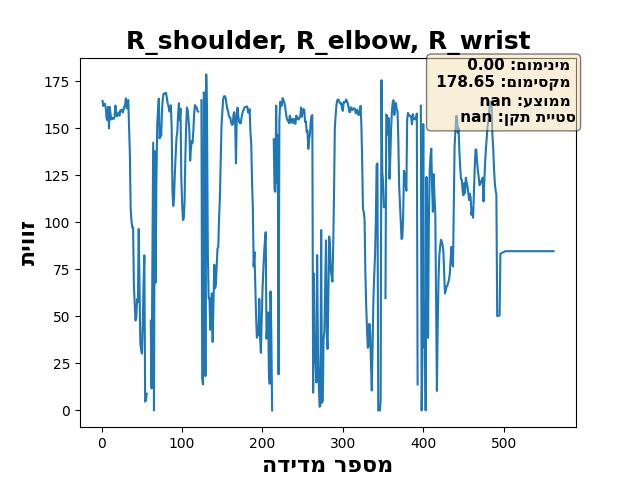 R_shoulder, R_elbow, R_wrist
מינימום: 0.00
מקסימום: 178.65
ממוצע: nan
סטיית תקן: nan
זווית
175
150
125
100
75
50
25
0
0 100 200 300 400 500
מספר מדידה